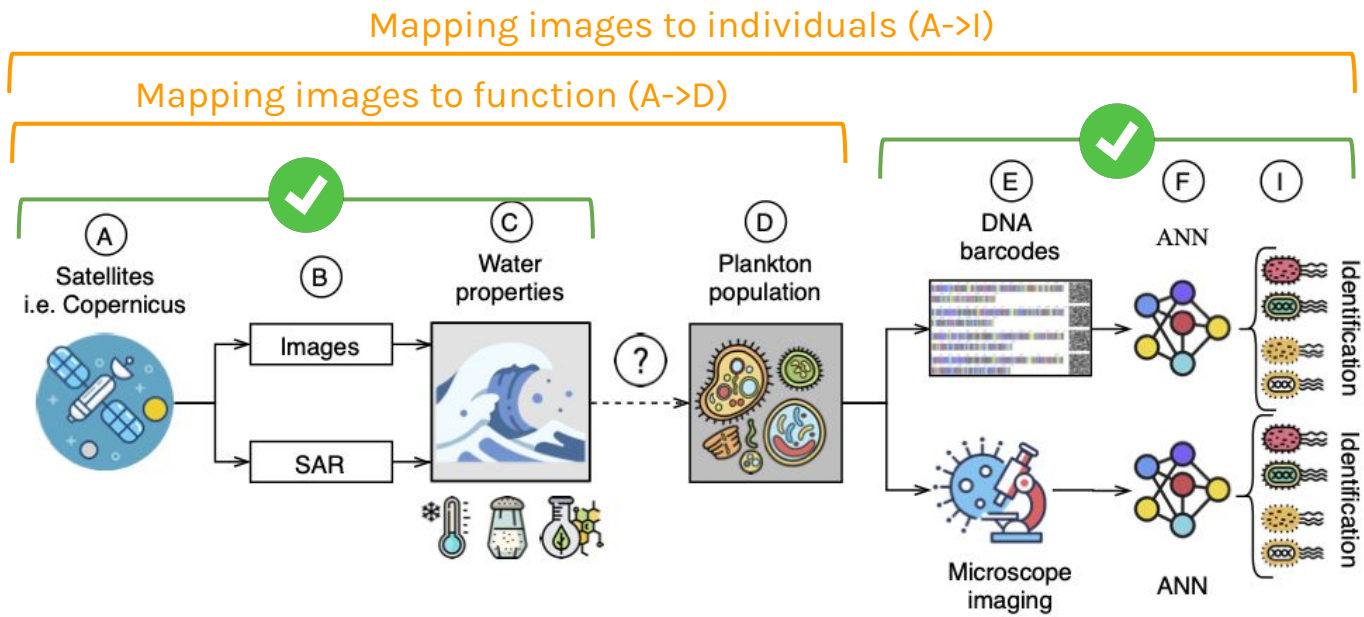 Mapping images to individuals (A->I)
Mapping images to function (A->D)
A
Satellites
i.e. Copernicus
B
Images
SAR
C
Water
properties
?
D
Plankton
population
E
DNA
barcodes
F
ANN
I
Identification
Microscope
imaging
ANN
Identification